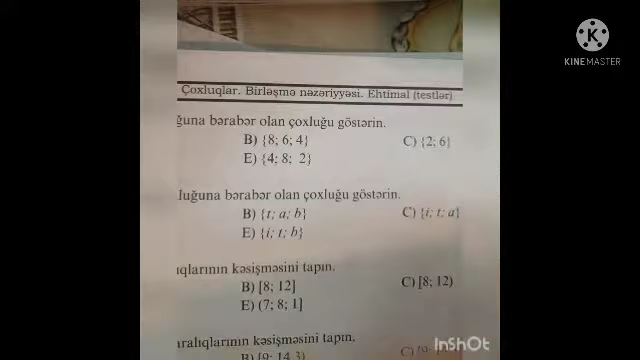 KINEMASTER
Çoxluqlar. Birləşmə nəzəriyyəsi. Ehtimal (testlər)
ğuna bərabər olan çoxluğu göstərin.
B) {8; 6; 4} C) {2; 6}
E) {4; 8; 2}
luğuna bərabər olan çoxluğu göstərin.
B) {t; a; b} C) {i; t; a}
E) {i; t; b}
ıqlarının kəsişməsini tapın.
B) [8; 12] C) [8; 12)
E) (7; 8; 1]
aralıqlarının kəsişməsini tapın.
InShOt